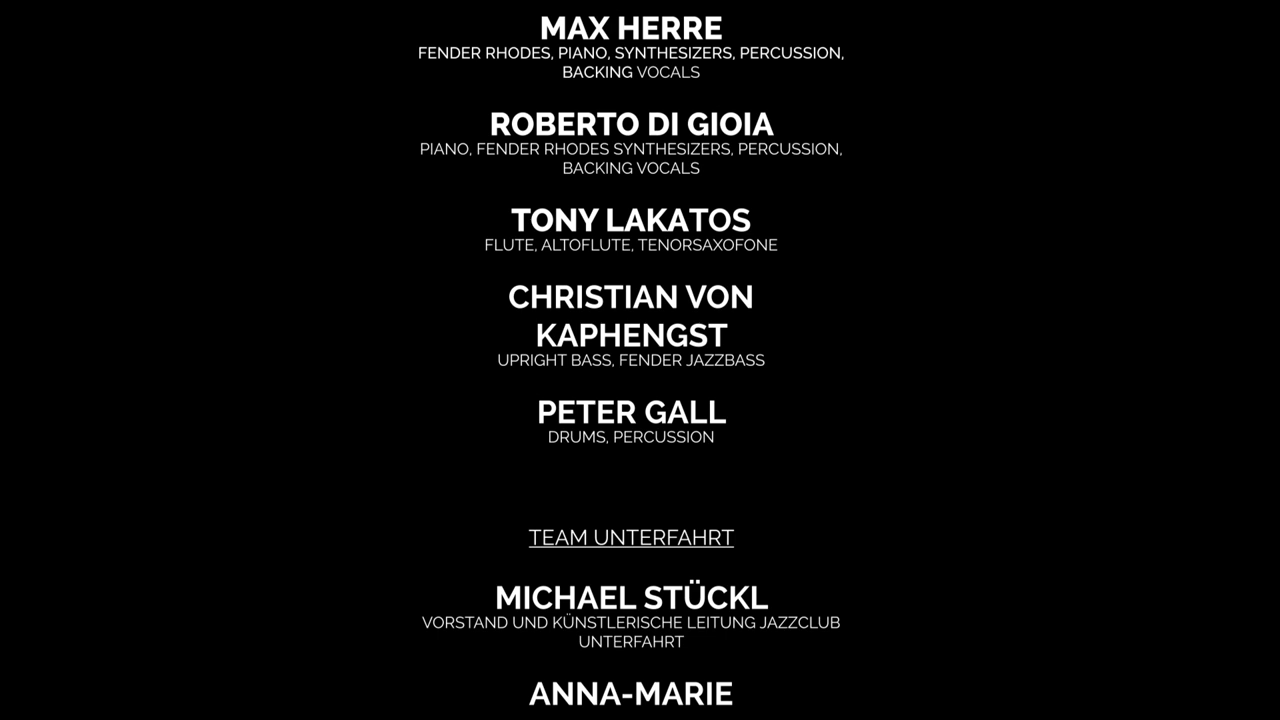 MAX HERRE
FENDER RHODES, PIANO, SYNTHESIZERS, PERCUSSION,
BACKING VOCALS
ROBERTO DI GIOIA
PIANO, FENDER RHODES SYNTHESIZERS, PERCUSSION,
BACKING VOCALS
TONY LAKATOS
FLUTE, ALTOFLUTE, TENORSAXOFONE
CHRISTIAN VON
KAPHENGST
UPRIGHT BASS, FENDER JAZZBASS
PETER GALL
DRUMS, PERCUSSION
TEAM UNTERFAHRT
MICHAEL STÜCKL
VORSTAND UND KÜNSTLERISCHE LEITUNG JAZZCLUB
UNTERFAHRT
ANNA-MARIE